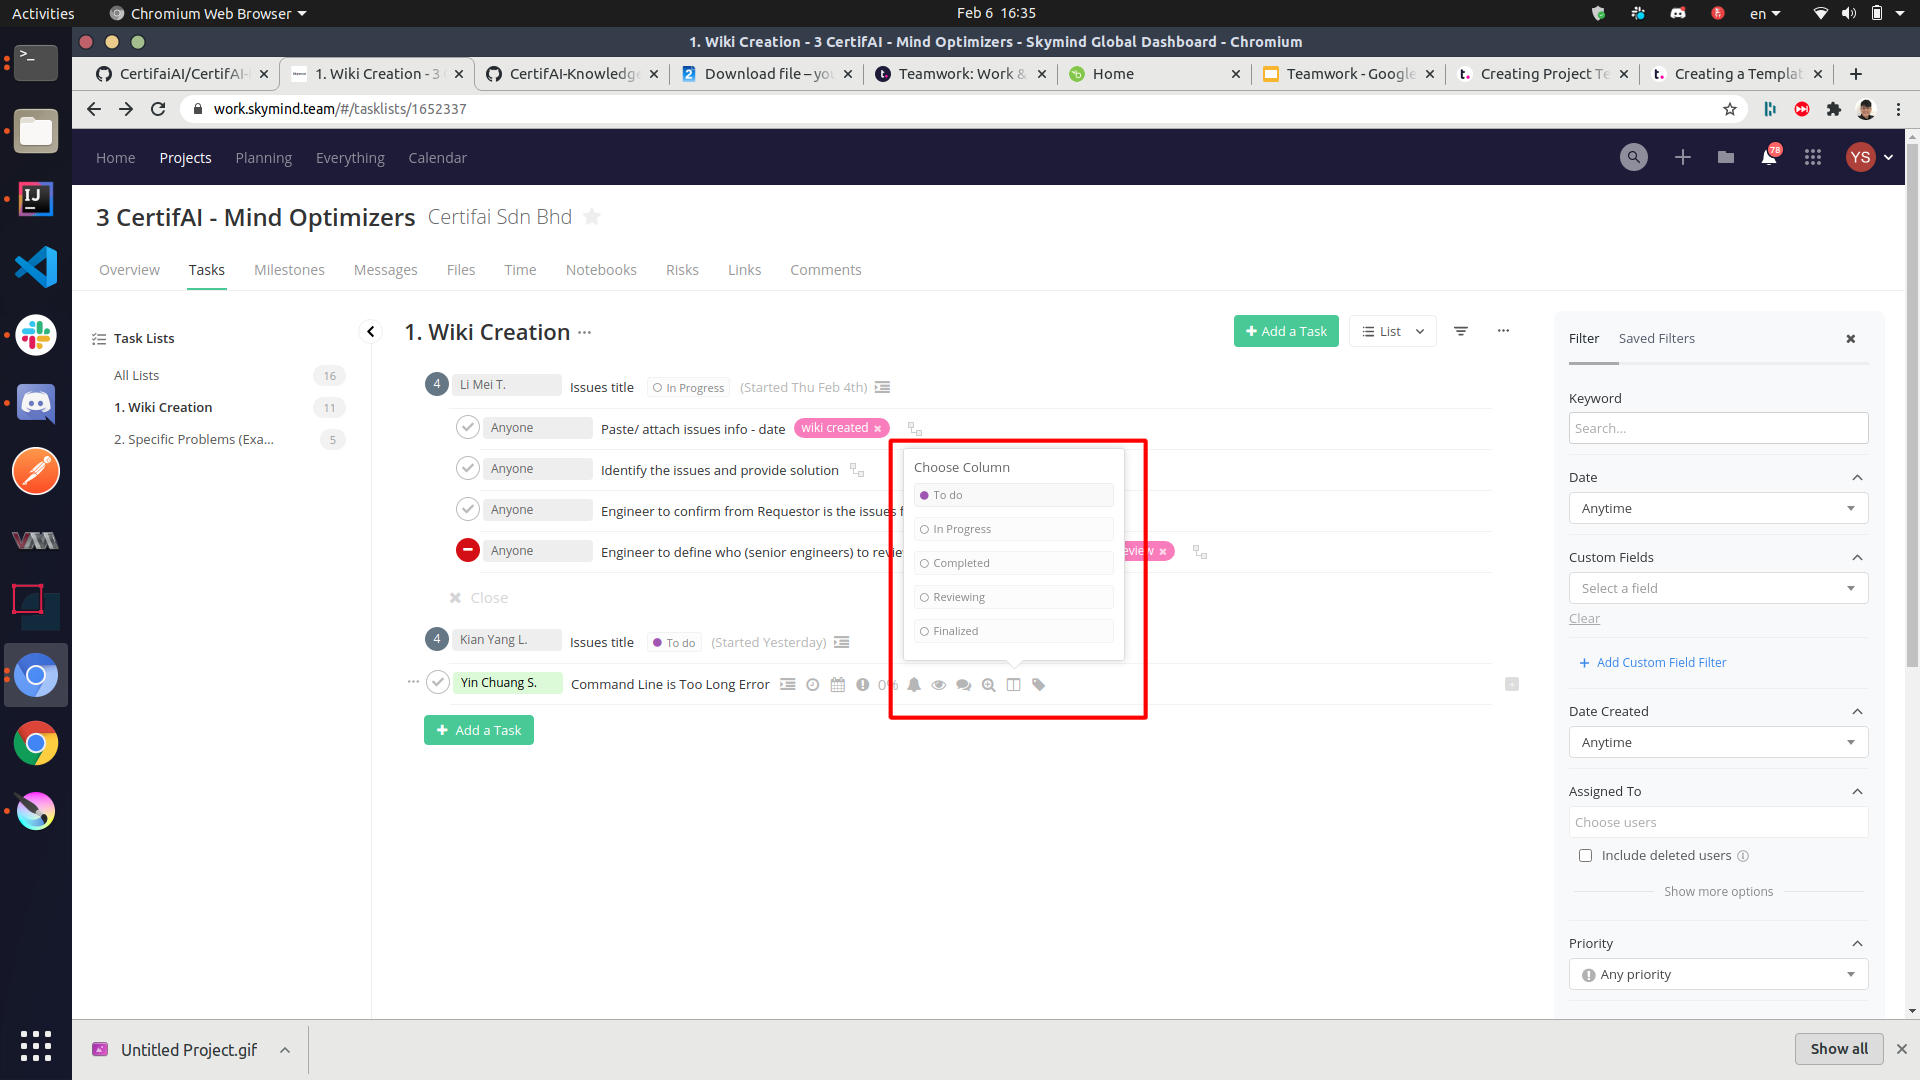 Activities
Chromium Web Browser
Feb 6 16:35
en
1. Wiki Creation - 3 CertifAI - Mind Optimizers - Skymind Global Dashboard - Chromium
CertifaiAI/CertifAI-
1. Wiki Creation - 3
CertifAI-Knowledge
Download file – yo
Teamwork: Work &
Home
Teamwork - Google
Creating Project Te
Creating a Templat
work.skymind.team/#/tasklists/1652337
Home
Projects
Planning
Everything
Calendar
78
YS
3 CertifAI - Mind Optimizers
Certifai Sdn Bhd
Overview
Tasks
Milestones
Messages
Files
Time
Notebooks
Risks
Links
Comments
Task Lists
All Lists 16
1. Wiki Creation 11
2. Specific Problems (Exa... 5
1. Wiki Creation
Add a Task
List
4 Li Mei T. Issues title In Progress (Started Thu Feb 4th)
Anyone Paste/ attach issues info - date wiki created
Anyone Identify the issues and provide solution
Anyone Engineer to confirm from Requestor is the issues f
Anyone Engineer to define who (senior engineers) to revie
eview
Close
Choose Column
To do
In Progress
Completed
Reviewing
Finalized
4 Kian Yang L. Issues title To do (Started Yesterday)
Yin Chuang S. Command Line is Too Long Error 0%
Add a Task
Filter
Saved Filters
Keyword
Search...
Date
Anytime
Custom Fields
Select a field
Clear
Add Custom Field Filter
Date Created
Anytime
Assigned To
Choose users
Include deleted users
Show more options
Priority
Any priority
Untitled Project.gif
Show all